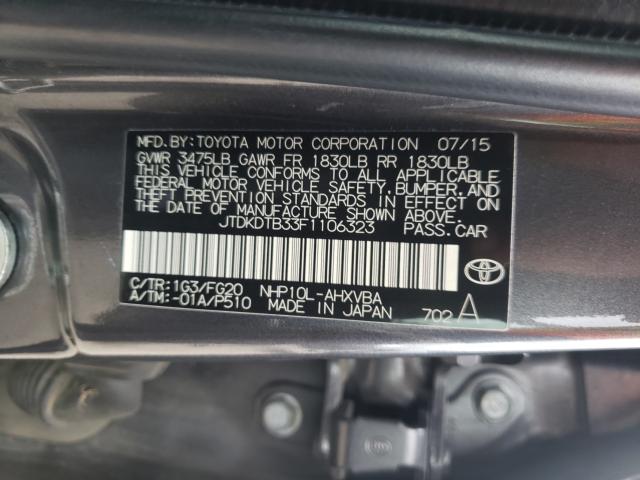 MFD.BY:TOYOTA MOTOR CORPORATION 07/15
GVWR 3475LB GAWR FR 1830LB RR 1830LB
THIS VEHICLE CONFORMS TO ALL APPLICABLE
FEDERAL MOTOR VEHICLE SAFETY,BUMPER,AND
THEFT PREVENTION STANDARDS IN EFFECT ON
THE DATE OF MANUFACTURE SHOWN ABOVE.
JTDKDTB33F1106323 PASS.CAR
C/TR:1G3/FG20 NHP10L-AHXVBA
A/TM:-01A/P510 MADE IN JAPAN 702 A